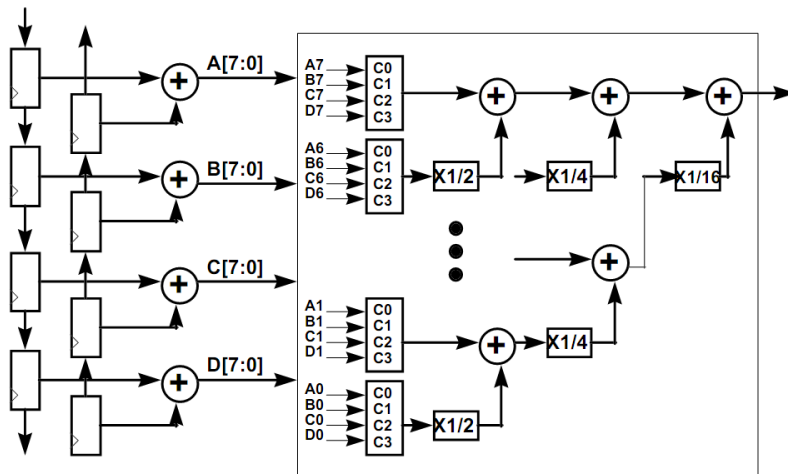 A[7:0]
B[7:0]
C[7:0]
D[7:0]
A7
B7
C7
D7
C0
C1
C2
C3
+
+
+
+
+
+
+
A6
B6
C6
D6
C0
C1
C2
C3
X1/2
X1/4
X1/16
+
A1
B1
C1
D1
C0
C1
C2
C3
+
X1/4
A0
B0
C0
D0
C0
C1
C2
C3
X1/2